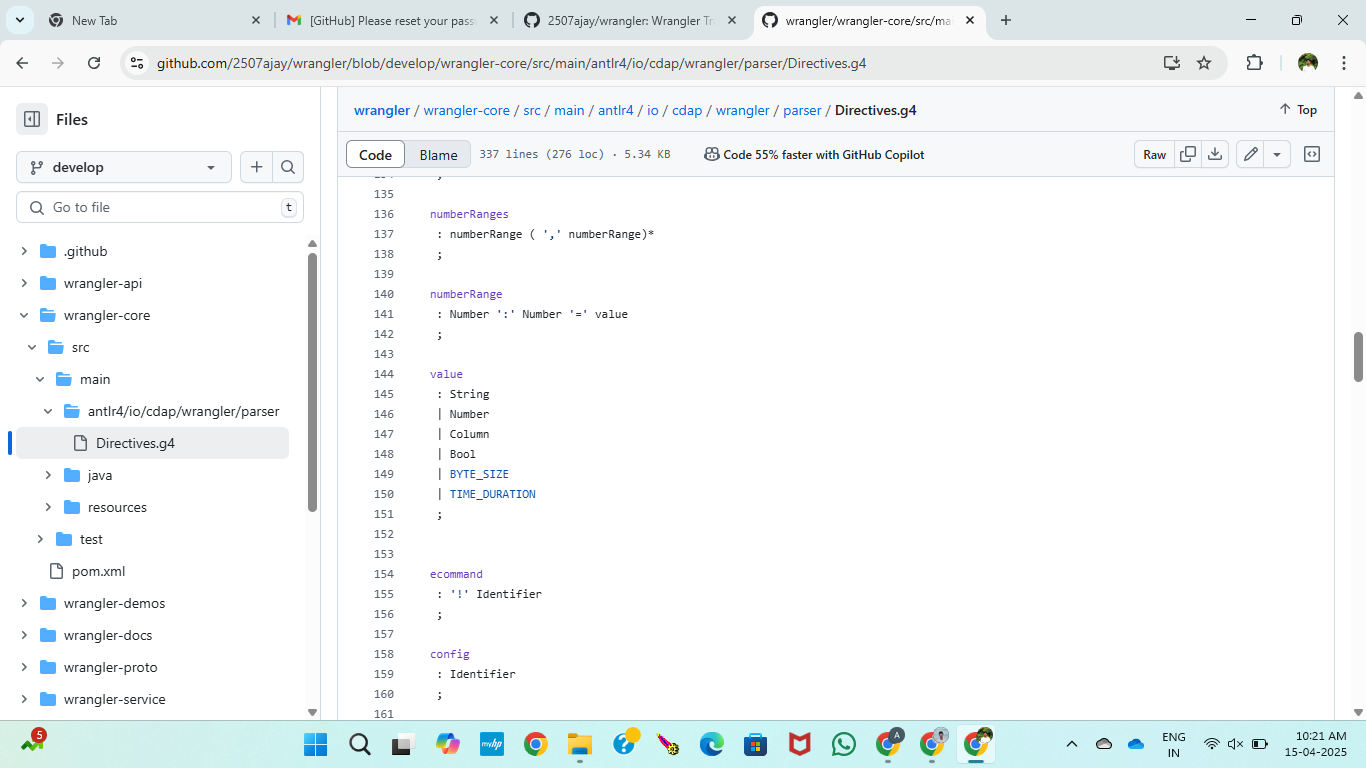 New Tab
[GitHub] Please reset your pass
2507ajay/wrangler: Wrangler Tr
wrangler/wrangler-core/src/ma
github.com/2507ajay/wrangler/blob/develop/wrangler-core/src/main/antlr4/io/cdap/wrangler/parser/Directives.g4
Files
wrangler / wrangler-core / src / main / antlr4 / io / cdap / wrangler / parser / Directives.g4
Top
develop
Code
Blame
337 lines (276 loc) · 5.34 KB
Code 55% faster with GitHub Copilot
Raw
Go to file
t
.github
wrangler-api
wrangler-core
src
main
antlr4/io/cdap/wrangler/parser
Directives.g4
java
resources
test
pom.xml
wrangler-demos
wrangler-docs
wrangler-proto
wrangler-service
134 ;
135
136 numberRanges
137 : numberRange ( ',' numberRange)*
138 ;
139
140 numberRange
141 : Number ':' Number '=' value
142 ;
143
144 value
145 : String
146 | Number
147 | Column
148 | Bool
149 | BYTE_SIZE
150 | TIME_DURATION
151 ;
152
153
154 ecommand
155 : '!' Identifier
156 ;
157
158 config
159 : Identifier
160 ;
161
5
myhp
A
ENG
IN
10:21 AM
15-04-2025